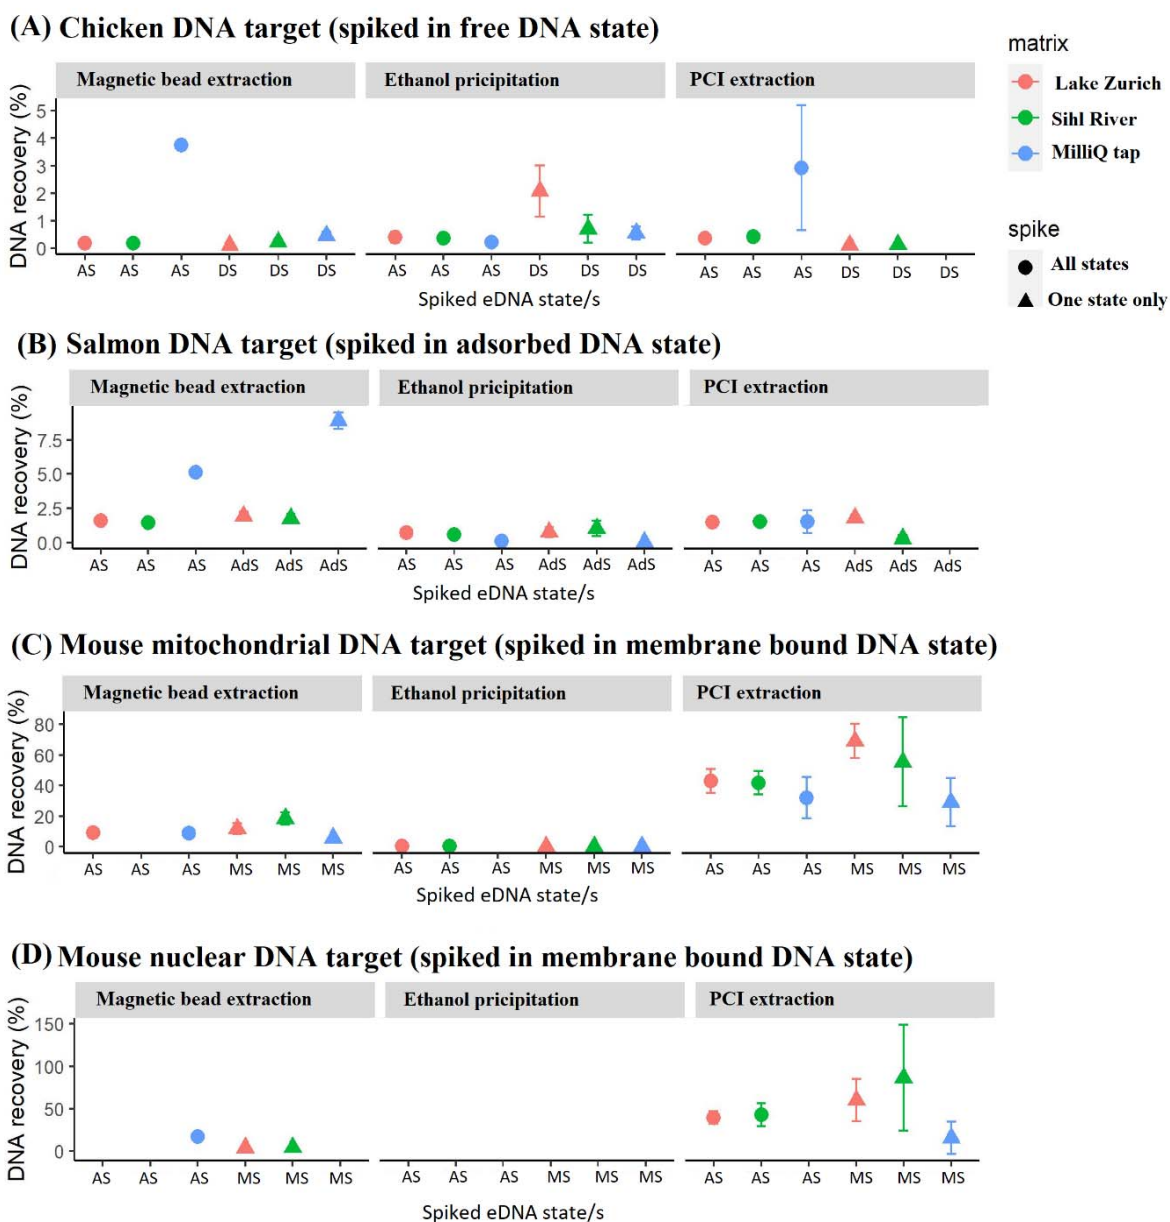 (A) Chicken DNA target (spiked in free DNA state)
matrix
Lake Zurich
Sihl River
MilliQ tap
spike
All states
One state only
Magnetic bead extraction Ethanol pricipitation PCI extraction
DNA recovery (%)
5
4
3
2
1
0
AS AS AS DS DS DS AS AS AS DS DS DS AS AS AS DS DS DS
Spiked eDNA state/s
(B) Salmon DNA target (spiked in adsorbed DNA state)
Magnetic bead extraction Ethanol pricipitation PCI extraction
DNA recovery (%)
7.5
5.0
2.5
0.0
AS AS AS AdS AdS AdS AS AS AS AdS AdS AdS AS AS AS AdS AdS AdS
Spiked eDNA state/s
(C) Mouse mitochondrial DNA target (spiked in membrane bound DNA state)
Magnetic bead extraction Ethanol pricipitation PCI extraction
DNA recovery (%)
80
60
40
20
0
AS AS AS MS MS MS AS AS AS MS MS MS AS AS AS MS MS MS
Spiked eDNA state/s
(D) Mouse nuclear DNA target (spiked in membrane bound DNA state)
Magnetic bead extraction Ethanol pricipitation PCI extraction
DNA recovery (%)
150
100
50
0
AS AS AS MS MS MS AS AS AS MS MS MS AS AS AS MS MS MS
Spiked eDNA state/s